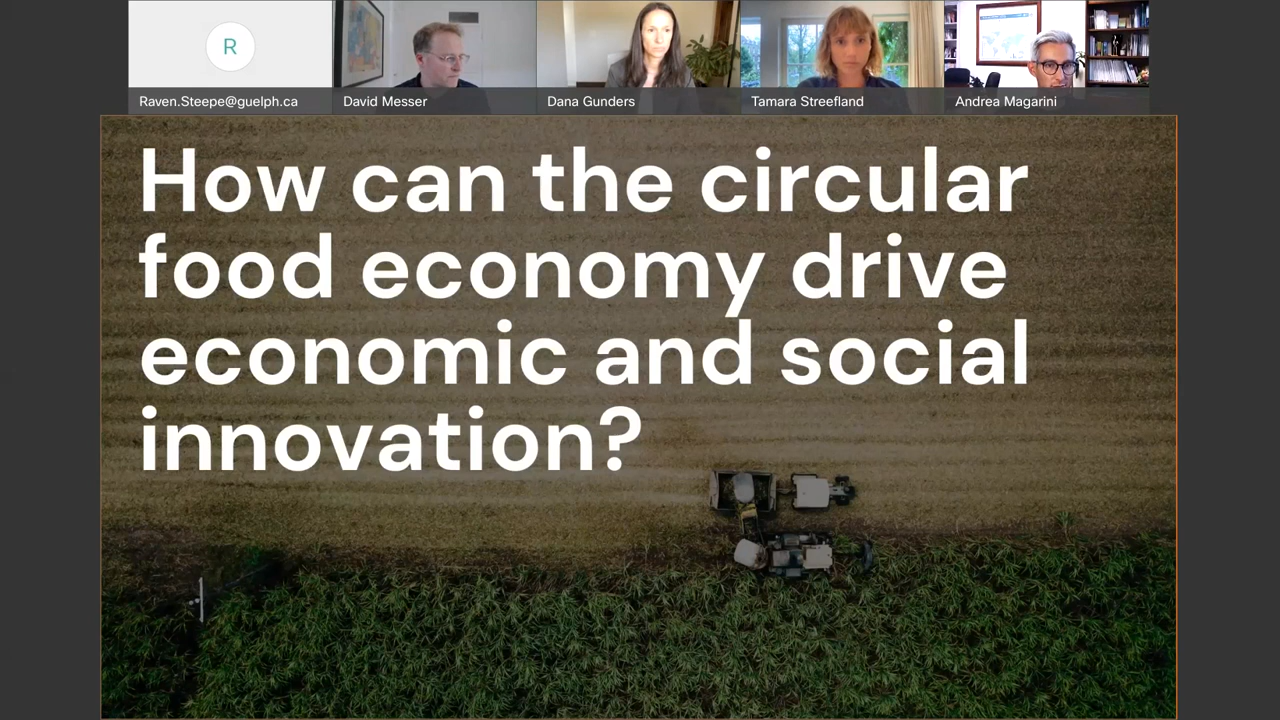 R
Raven.Steepe@guelph.ca
David Messer
Dana Gunders
Tamara Streefland
Andrea Magarini
How can the circular
food economy drive
economic and social
innovation?